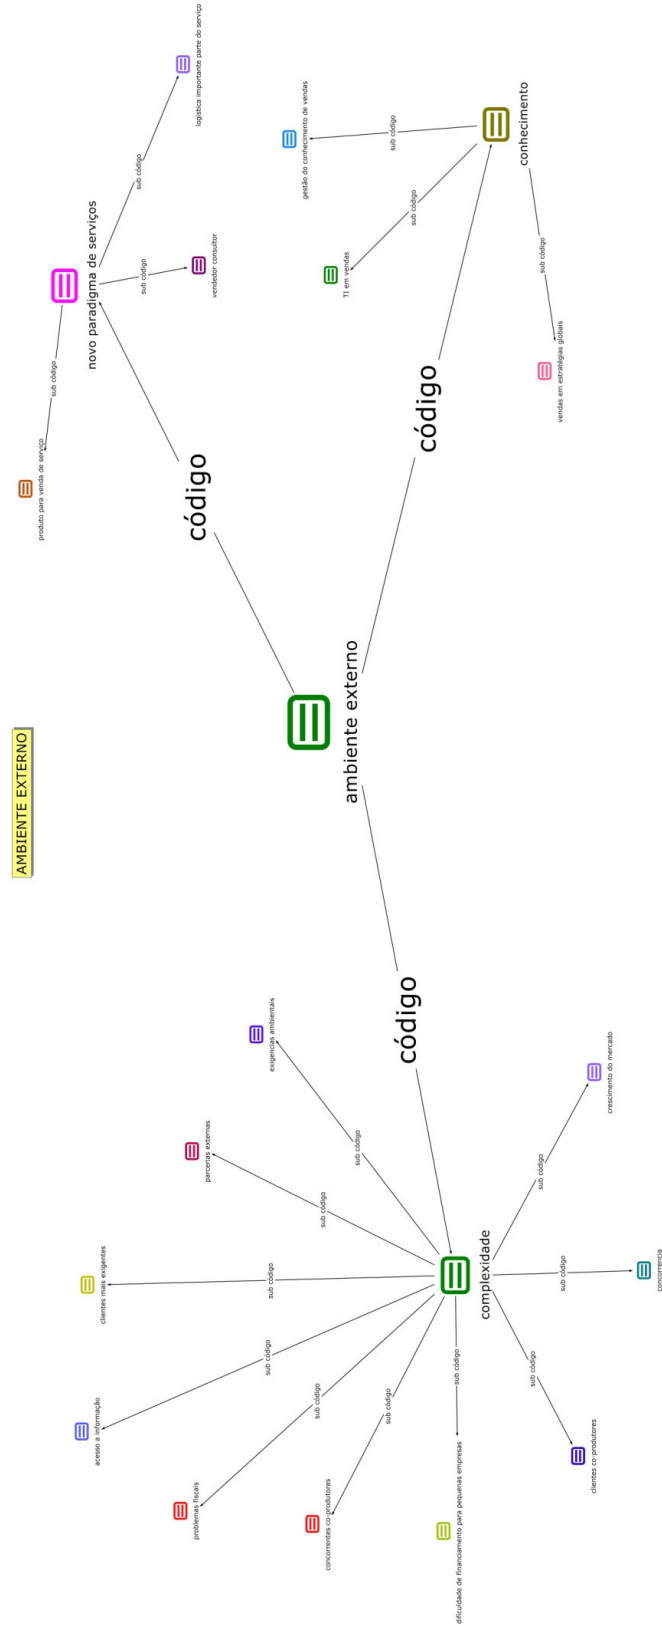 AMBIENTE EXTERNO
ambiente externo
código
novo paradigma de serviços
sub código
produto para venda de serviço
sub código
vendedor consultor
sub código
logistica importante parte do serviço
código
conhecimento
sub código
gestão do conhecimento de vendas
sub código
TI em vendas
sub código
vendas em estratégias globais
código
complexidade
sub código
exigencias ambientais
sub código
parcerias externas
sub código
clientes mais exigentes
sub código
acesso a informação
sub código
problemas fiscais
sub código
concorrentes co-produtores
sub código
dificuldade de financiamento para pequenas empresas
sub código
clientes co-produtores
sub código
concorrencia
sub código
crescimento do mercado